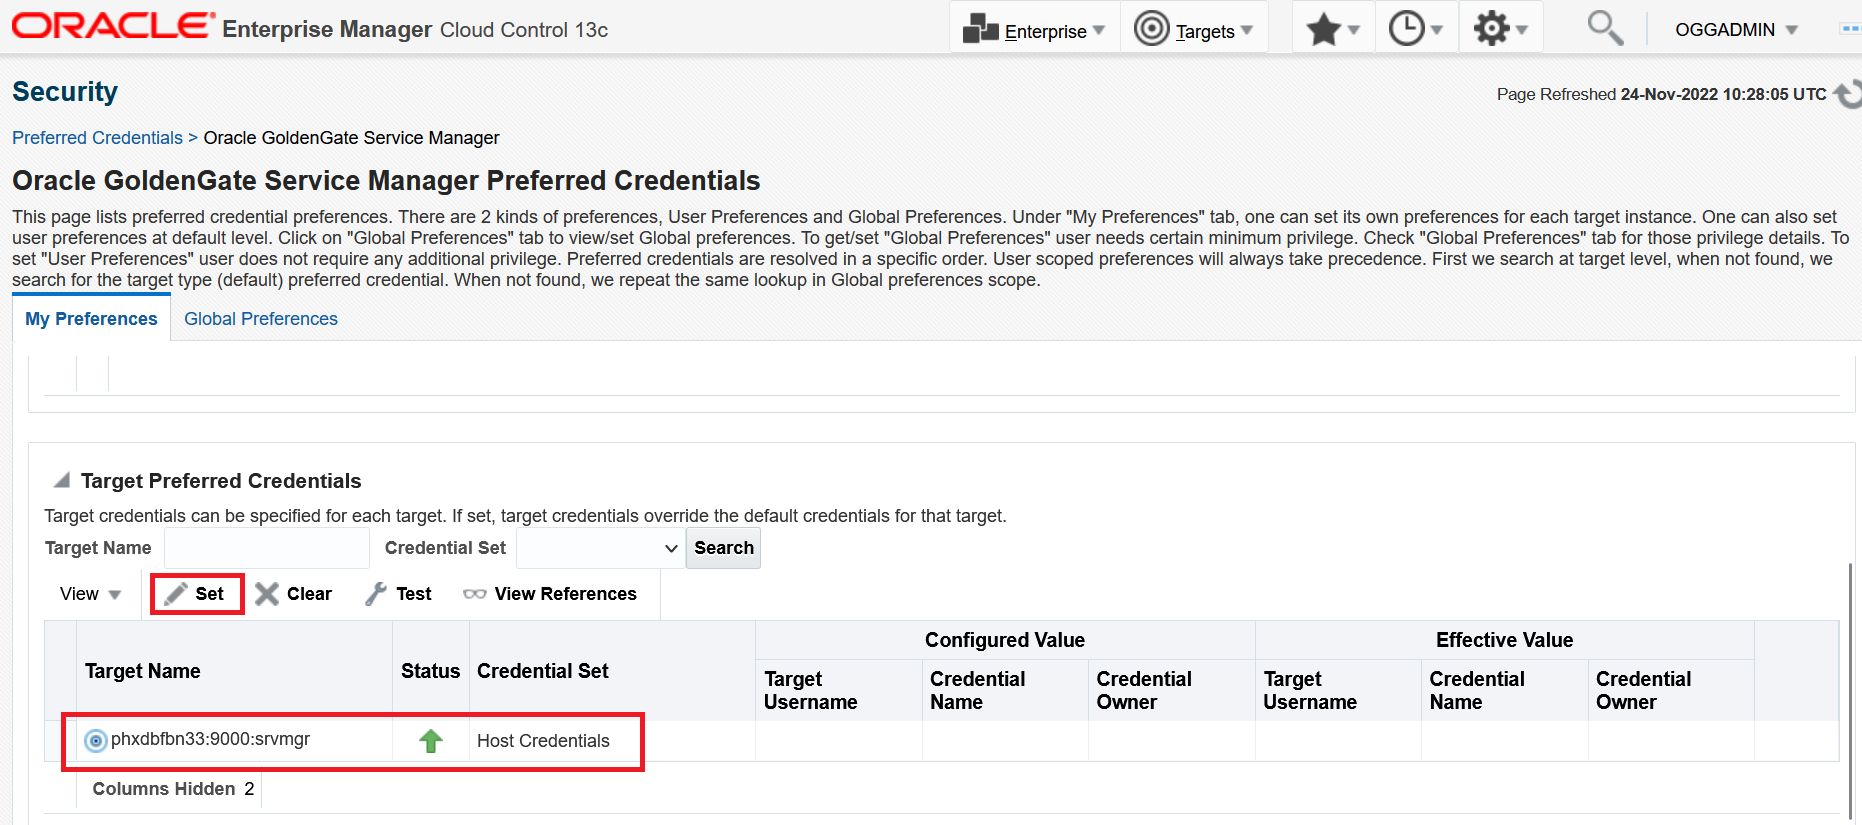 ORACLE Enterprise Manager Cloud Control 13c Enterprise Targets OGGADMIN
Security
Page Refreshed 24-Nov-2022 10:28:05 UTC
Preferred Credentials > Oracle GoldenGate Service Manager
Oracle GoldenGate Service Manager Preferred Credentials
This page lists preferred credential preferences. There are 2 kinds of preferences, User Preferences and Global Preferences. Under "My Preferences" tab, one can set its own preferences for each target instance. One can also set
user preferences at default level. Click on "Global Preferences" tab to view/set Global preferences. To get/set "Global Preferences" user needs certain minimum privilege. Check "Global Preferences" tab for those privilege details. To
set "User Preferences" user does not require any additional privilege. Preferred credentials are resolved in a specific order. User scoped preferences will always take precedence. First we search at target level, when not found, we
search for the target type (default) preferred credential. When not found, we repeat the same lookup in Global preferences scope.
My Preferences Global Preferences
Target Preferred Credentials
Target credentials can be specified for each target. If set, target credentials override the default credentials for that target.
Target Name Credential Set Search
View Set Clear Test View References
Configured Value Effective Value
Target Name Status Credential Set
Target Credential Credential Target Credential Credential
Username Name Owner Username Name Owner
phxdbfbn33:9000:srvmgr Host Credentials
Columns Hidden 2